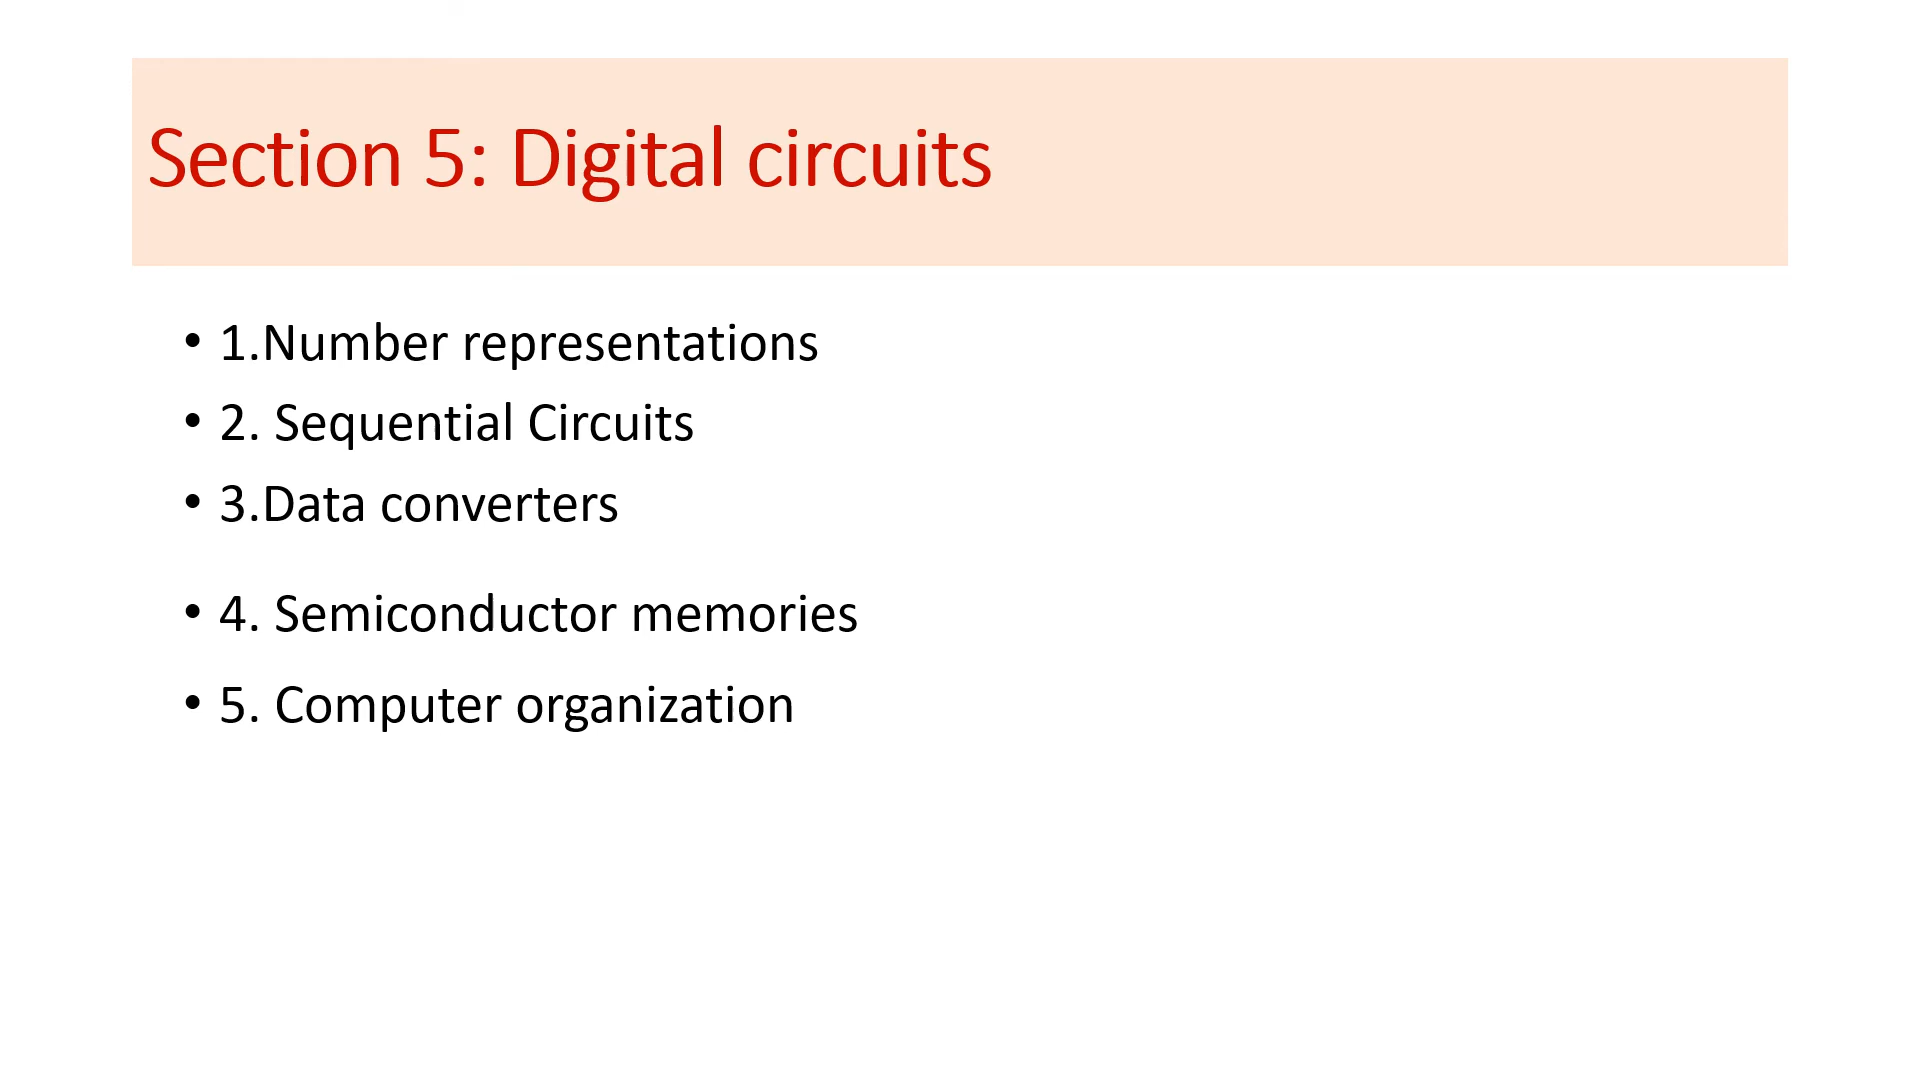 Section 5: Digital circuits
• 1.Number representations
• 2. Sequential Circuits
• 3.Data converters
• 4. Semiconductor memories
• 5. Computer organization